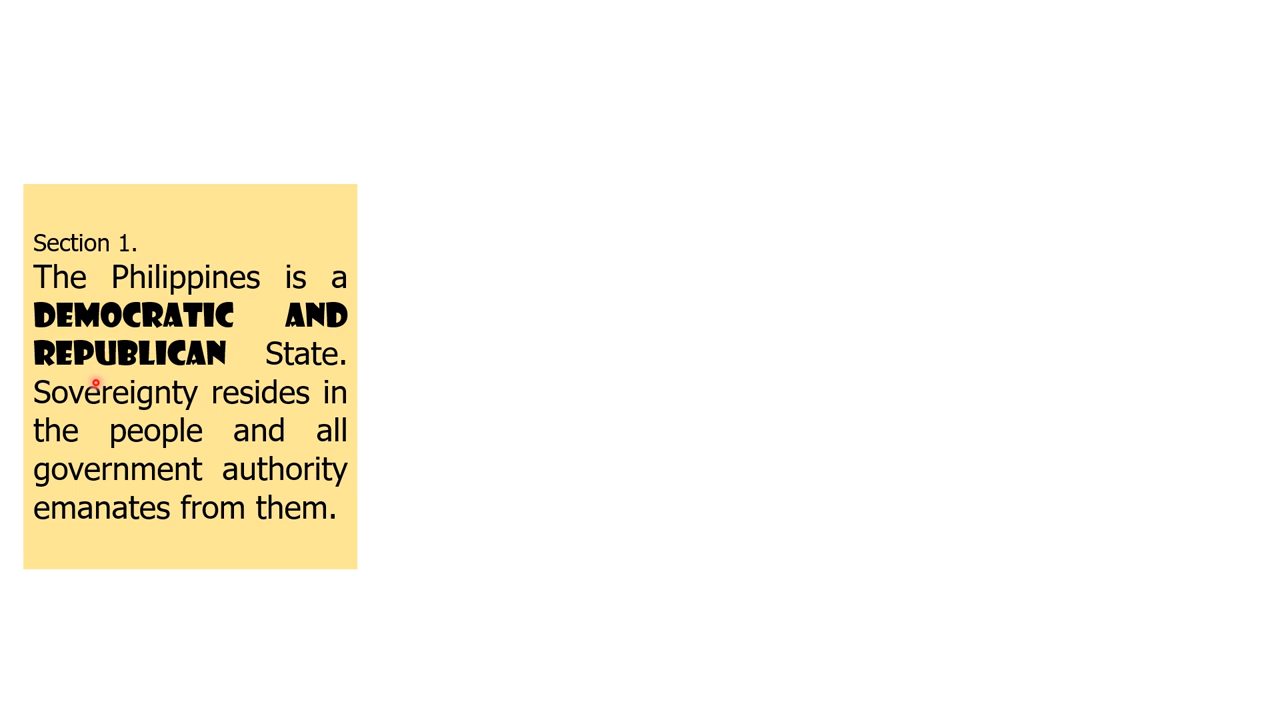 Section 1.
The Philippines is a
DEMOCRATIC AND
REPUBLICAN State.
Sovereignty resides in
the people and all
government authority
emanates from them.